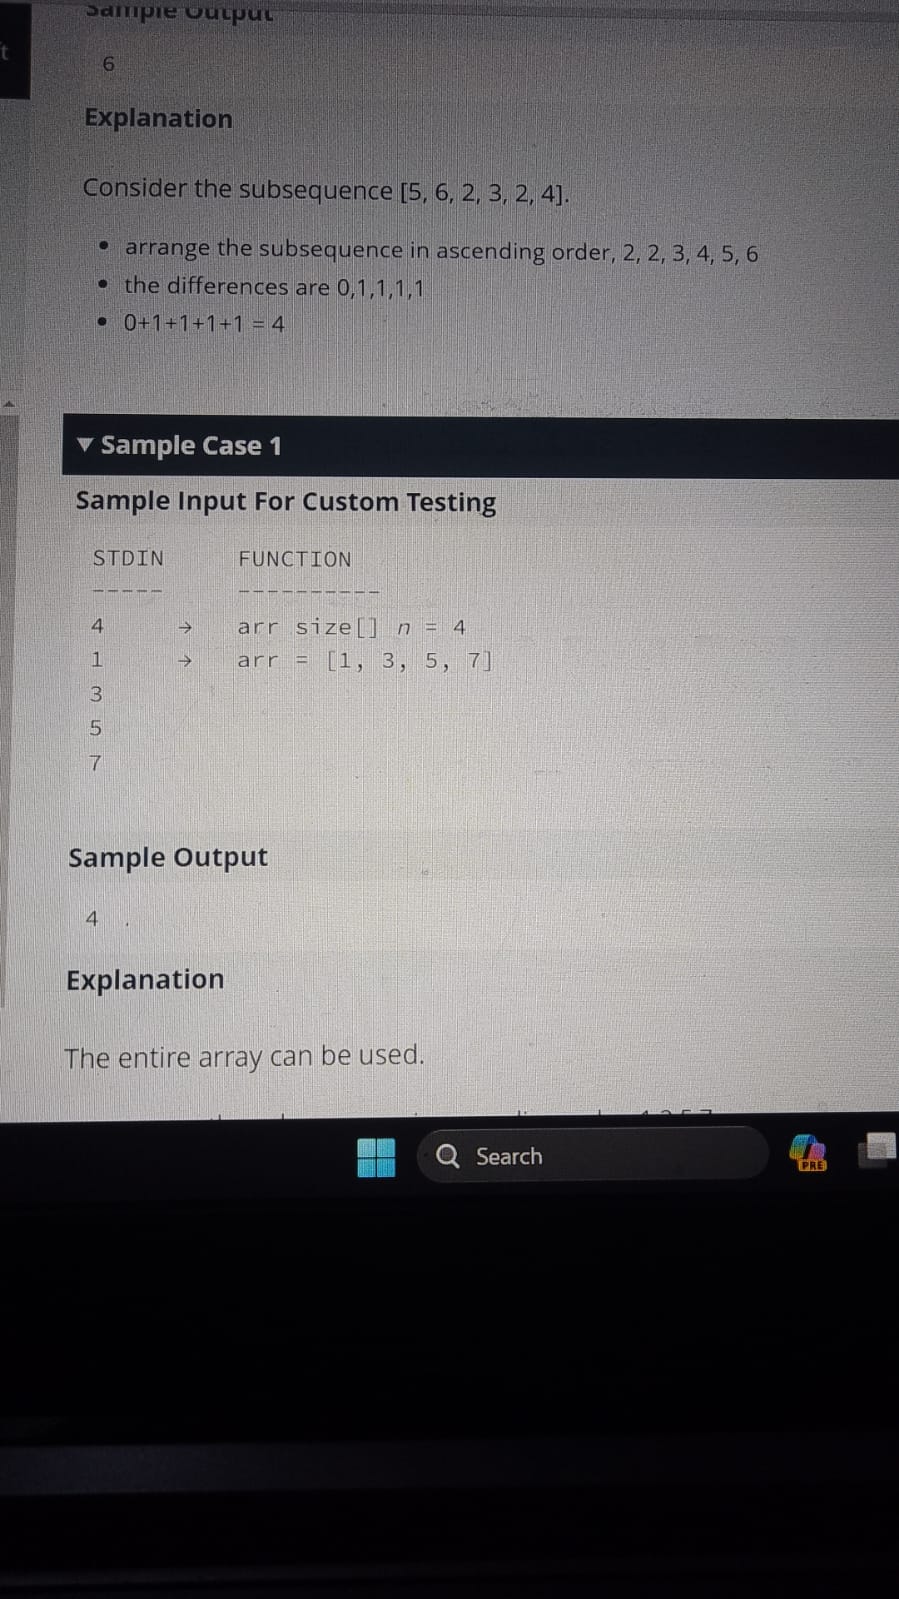 Sample Output
t
6
Explanation
Consider the subsequence [5, 6, 2, 3, 2, 4].
• arrange the subsequence in ascending order, 2, 2, 3, 4, 5, 6
• the differences are 0,1,1,1,1
• 0+1+1+1+1 = 4
▼ Sample Case 1
Sample Input For Custom Testing
STDIN FUNCTION
----- ----------
4 → arr size[] n = 4
1 → arr = [1, 3, 5, 7]
3
5
7
Sample Output
4
Explanation
The entire array can be used.
Search
PRE